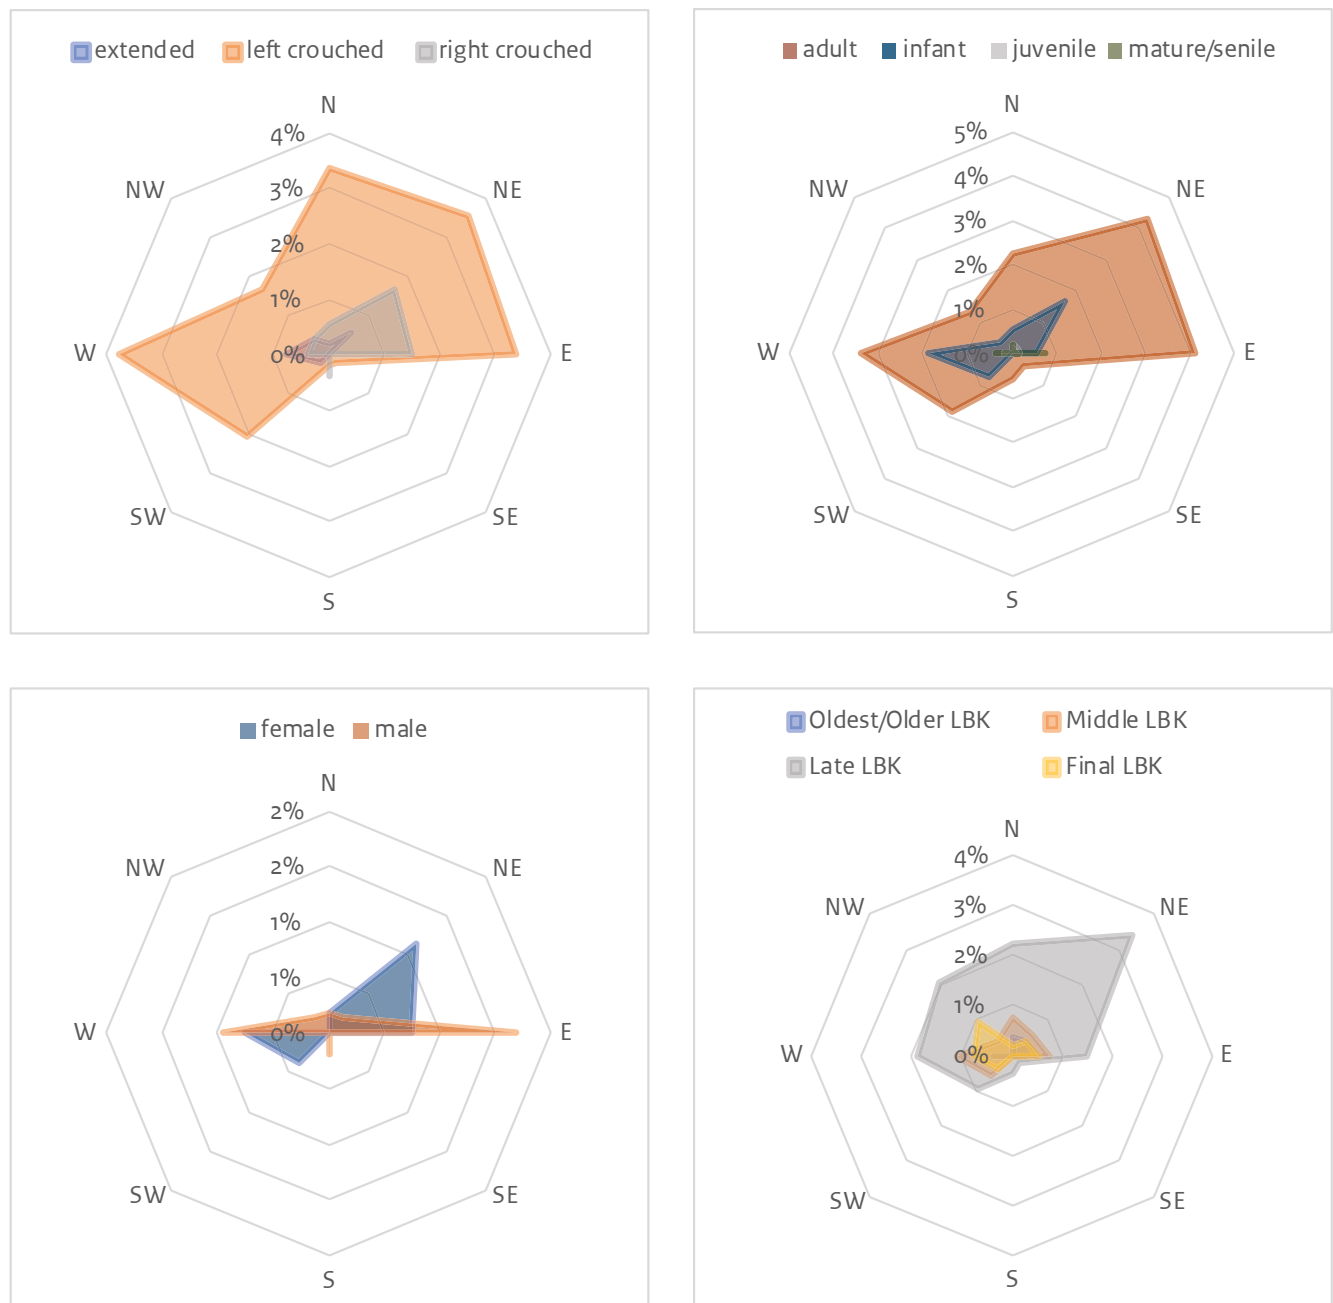 extended left crouched right crouched
N
4%
NW 3% NE
2%
1%
W 0% E
SW SE
S
adult infant juvenile mature/senile
N
5%
4%
NW NE
3%
2%
1%
W 0% E
SW SE
S
female male
N
2%
2%
NW NE
1%
1%
W 0% E
SW SE
S
Oldest/Older LBK Middle LBK
Late LBK Final LBK
N
4%
NW 3% NE
2%
1%
W 0% E
SW SE
S